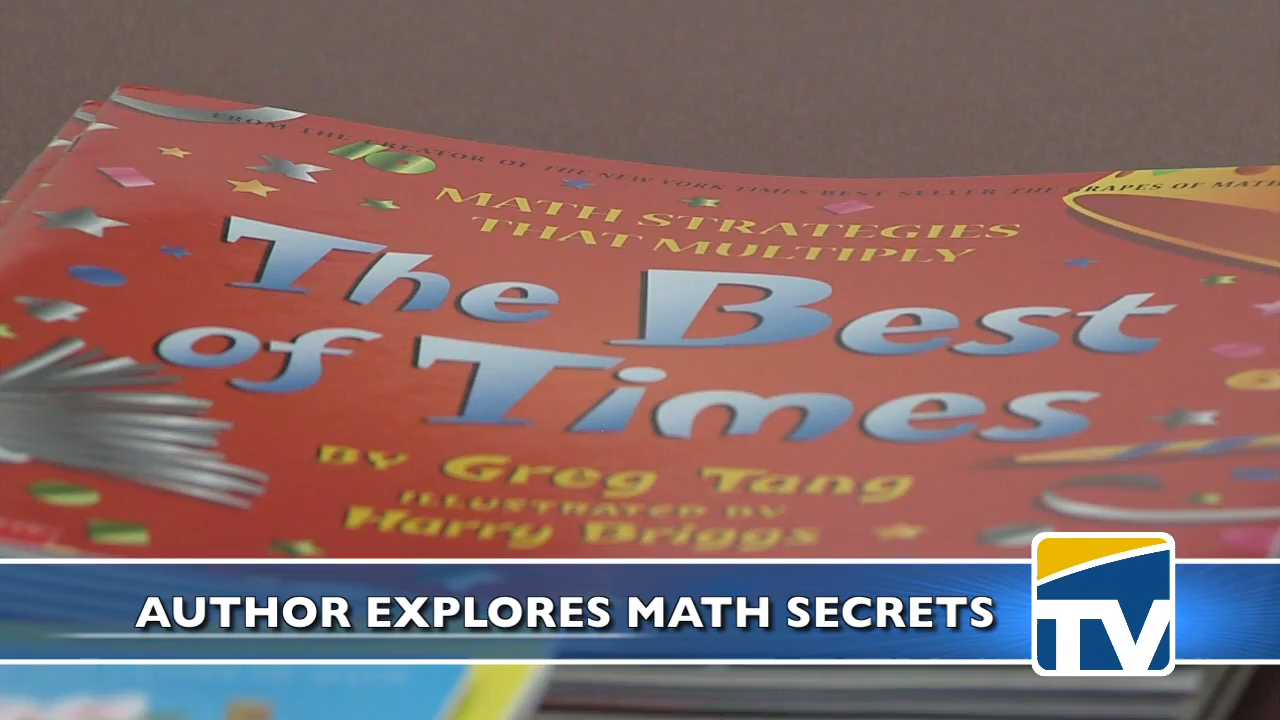 FROM THE CREATOR OF THE NEW YORK TIMES BEST SELLER THE GRAPES OF MATH
MATH STRATEGIES
THAT MULTIPLY
The Best
of Times
BY Greg Tang
ILLUSTRATED BY
Harry Briggs
AUTHOR EXPLORES MATH SECRETS
TV